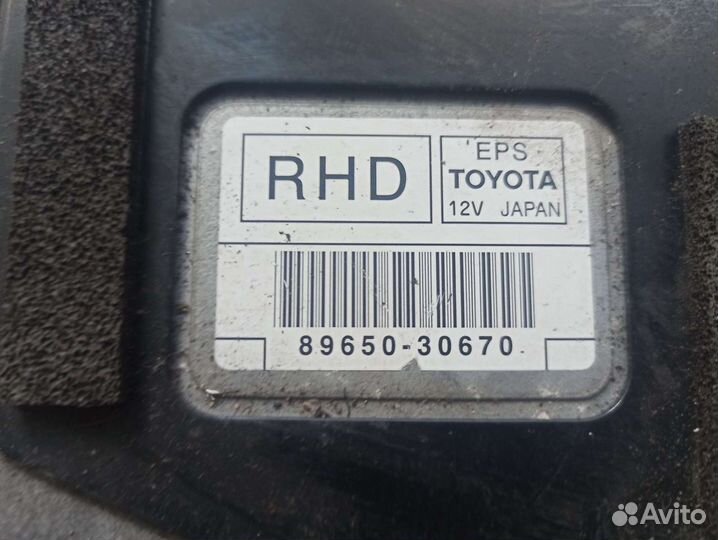 RHD
EPS
TOYOTA
12V JAPAN
89650-30670
Avito